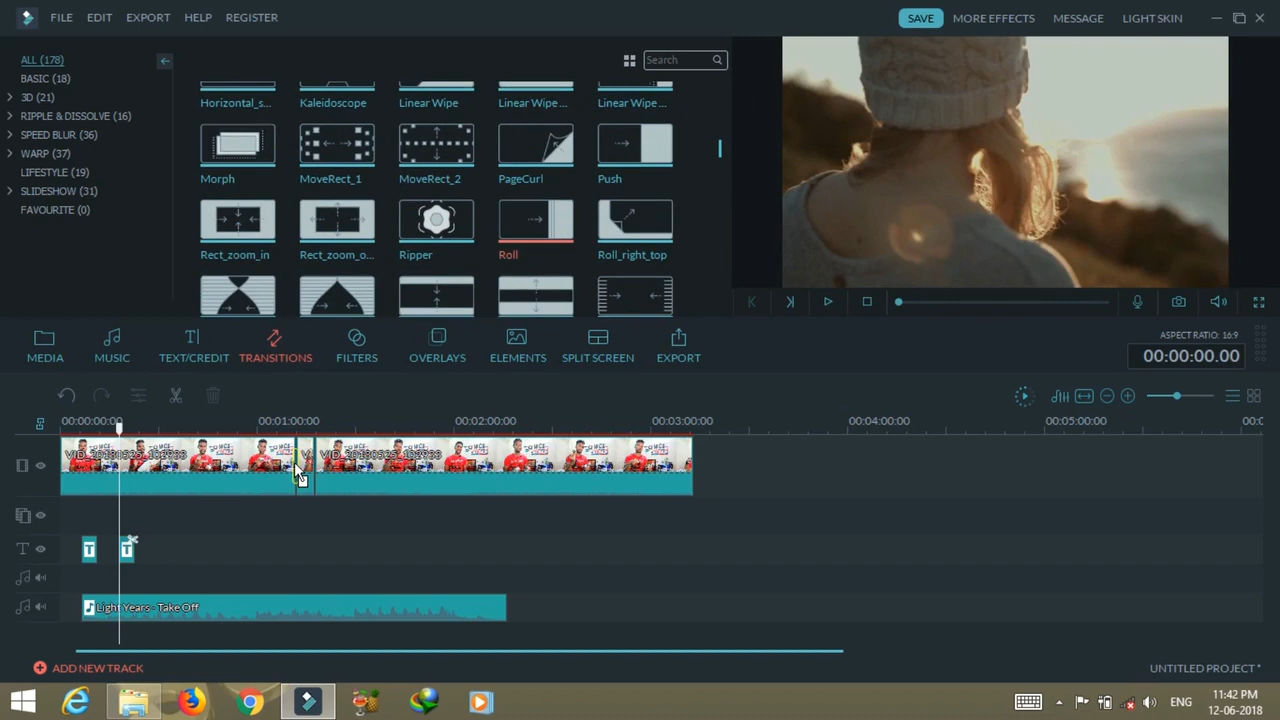 FILE EDIT EXPORT HELP REGISTER SAVE MORE EFFECTS MESSAGE LIGHT SKIN
ALL (178)
BASIC (18)
3D (21)
RIPPLE & DISSOLVE (16)
SPEED BLUR (36)
WARP (37)
LIFESTYLE (19)
SLIDESHOW (31)
FAVOURITE (0)
Search
Horizontal_s... Kaleidoscope Linear Wipe Linear Wipe... Linear Wipe...
Morph MoveRect_1 MoveRect_2 PageCurl Push
Rect_zoom_in Rect_zoom_o... Ripper Roll Roll_right_top
MEDIA MUSIC TEXT/CREDIT TRANSITIONS FILTERS OVERLAYS ELEMENTS SPLIT SCREEN EXPORT
ASPECT RATIO: 16:9
00:00:00.00
00:00:00:00 00:01:00:00 00:02:00:00 00:03:00:00 00:04:00:00 00:05:00:00
T T T
Light Years - Take Off
ADD NEW TRACK
UNTITLED PROJECT *
ENG
11:42 PM
12-06-2018